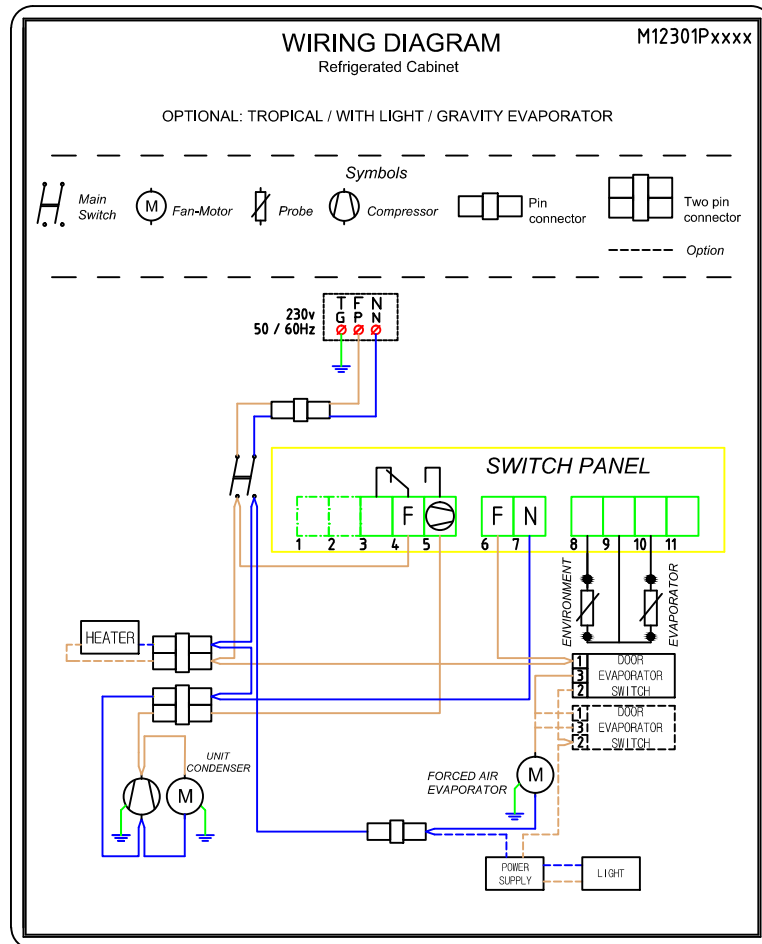 WIRING DIAGRAM
M12301Pxxxx
Refrigerated Cabinet
OPTIONAL: TROPICAL / WITH LIGHT / GRAVITY EVAPORATOR
Symbols
Main
Switch
M
Fan-Motor
Probe
Compressor
Pin
connector
Two pin
connector
Option
230v
50 / 60Hz
T F N
G P N
SWITCH PANEL
F
F N
1 2 3 4 5 6 7 8 9 10 11
ENVIRONMENT
EVAPORATOR
HEATER
1 DOOR
3 EVAPORATOR
2 SWITCH
1 DOOR
3 EVAPORATOR
2 SWITCH
UNIT
CONDENSER
M
FORCED AIR
EVAPORATOR
M
POWER
SUPPLY
LIGHT